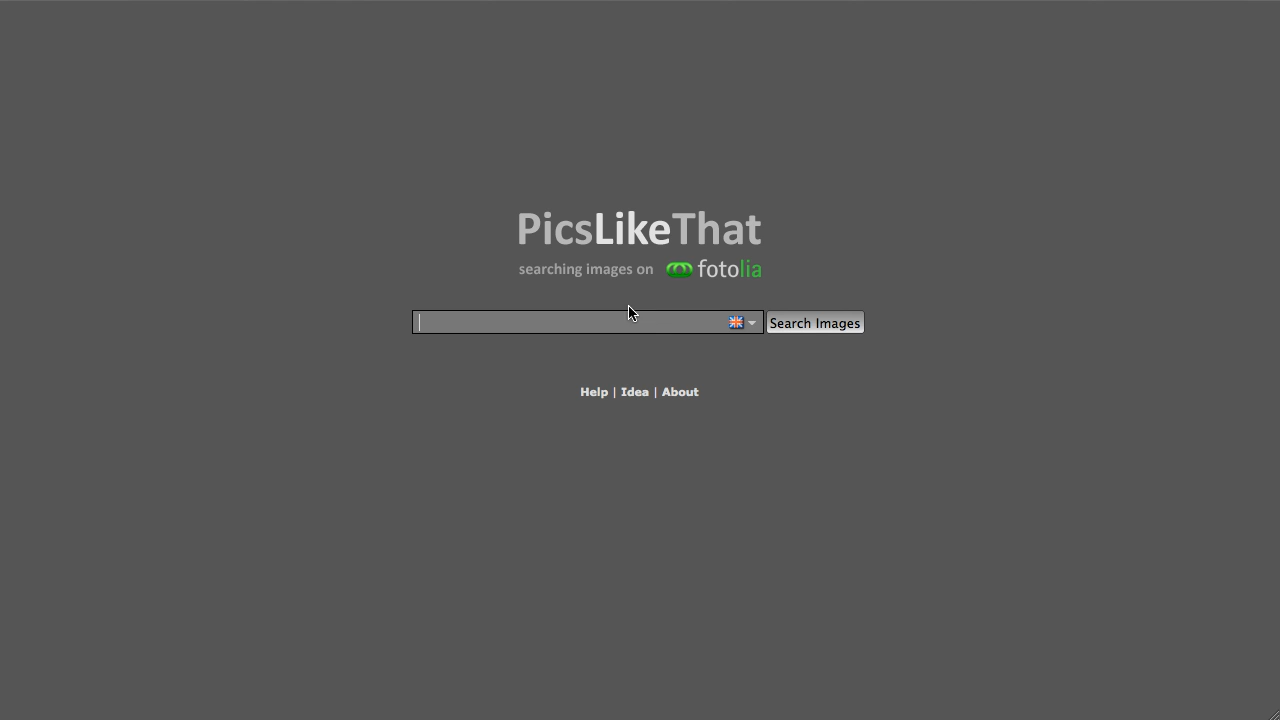 PicsLikeThat
searching images on fotolia
Search Images
Help | Idea | About